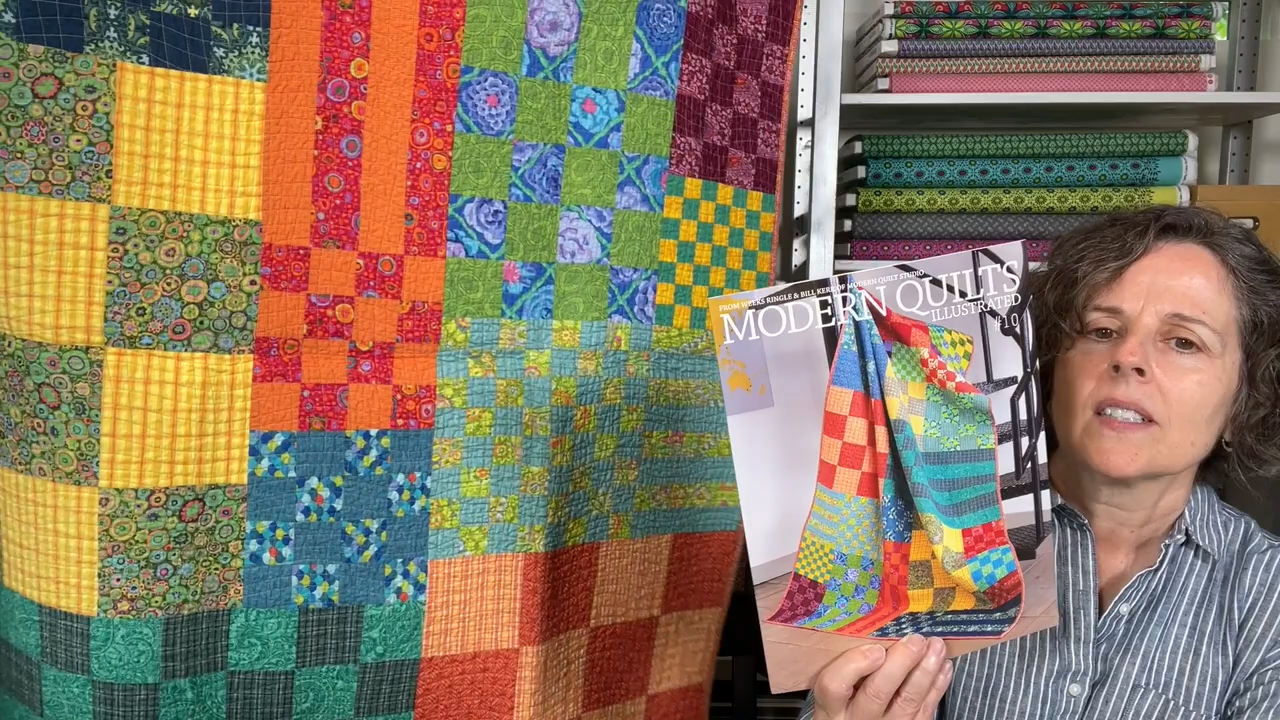 FROM WEEKS RINGLE & BILL KERR OF MODERN QUILT STUDIO
MODERN QUILTS
ILLUSTRATED
#10